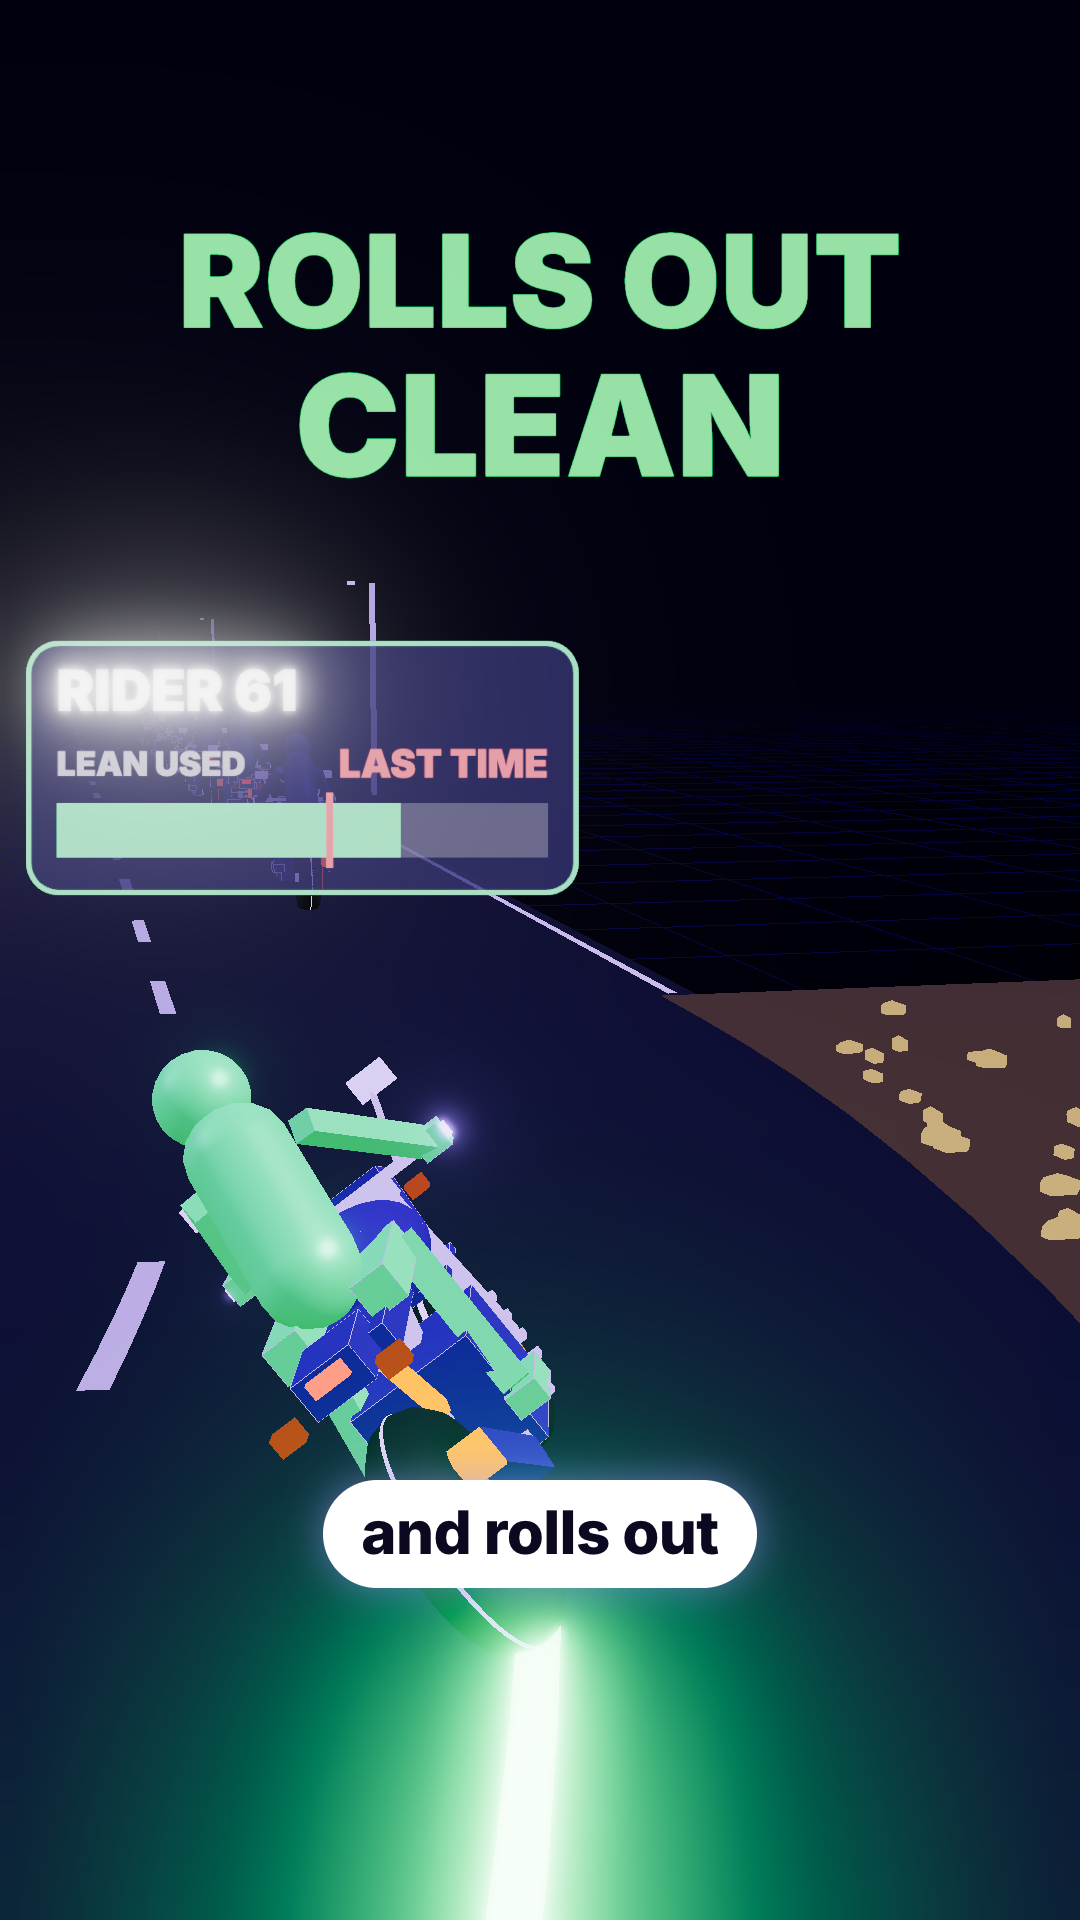 ROLLS OUT
CLEAN
RIDER 61
LEAN USED LAST TIME
and rolls out